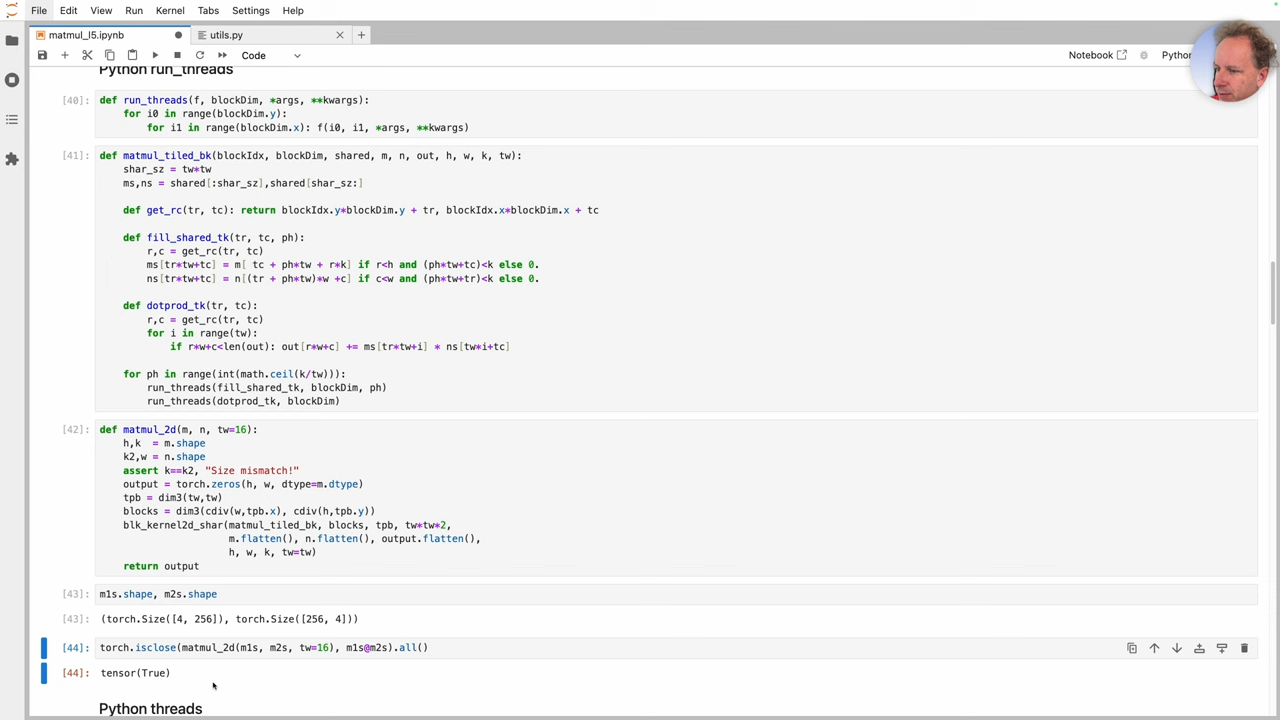 File Edit View Run Kernel Tabs Settings Help
matmul_l5.ipynb
utils.py
Code
Notebook
Python
Python run_threads
[40]:
def run_threads(f, blockDim, *args, **kwargs):
    for i0 in range(blockDim.y):
        for i1 in range(blockDim.x): f(i0, i1, *args, **kwargs)
[41]:
def matmul_tiled_bk(blockIdx, blockDim, shared, m, n, out, h, w, k, tw):
    shar_sz = tw*tw
    ms,ns = shared[:shar_sz],shared[shar_sz:]
    def get_rc(tr, tc): return blockIdx.y*blockDim.y + tr, blockIdx.x*blockDim.x + tc
    def fill_shared_tk(tr, tc, ph):
        r,c = get_rc(tr, tc)
        ms[tr*tw+tc] = m[ tc + ph*tw + r*k] if r<h and (ph*tw+tc)<k else 0.
        ns[tr*tw+tc] = n[(tr + ph*tw)*w +c] if c<w and (ph*tw+tr)<k else 0.
    def dotprod_tk(tr, tc):
        r,c = get_rc(tr, tc)
        for i in range(tw):
            if r*w+c<len(out): out[r*w+c] += ms[tr*tw+i] * ns[tw*i+tc]
    for ph in range(int(math.ceil(k/tw))):
        run_threads(fill_shared_tk, blockDim, ph)
        run_threads(dotprod_tk, blockDim)
[42]:
def matmul_2d(m, n, tw=16):
    h,k  = m.shape
    k2,w = n.shape
    assert k==k2, "Size mismatch!"
    output = torch.zeros(h, w, dtype=m.dtype)
    tpb = dim3(tw,tw)
    blocks = dim3(cdiv(w,tpb.x), cdiv(h,tpb.y))
    blk_kernel2d_shar(matmul_tiled_bk, blocks, tpb, tw*tw*2,
                      m.flatten(), n.flatten(), output.flatten(),
                      h, w, k, tw=tw)
    return output
[43]: m1s.shape, m2s.shape
[43]: (torch.Size([4, 256]), torch.Size([256, 4]))
[44]: torch.isclose(matmul_2d(m1s, m2s, tw=16), m1s@m2s).all()
[44]: tensor(True)
Python threads